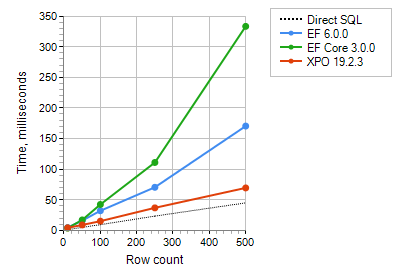 350
300
250
200
150
100
50
0
0 100 200 300 400 500
Time, milliseconds
Row count
Direct SQL
EF 6.0.0
EF Core 3.0.0
XPO 19.2.3